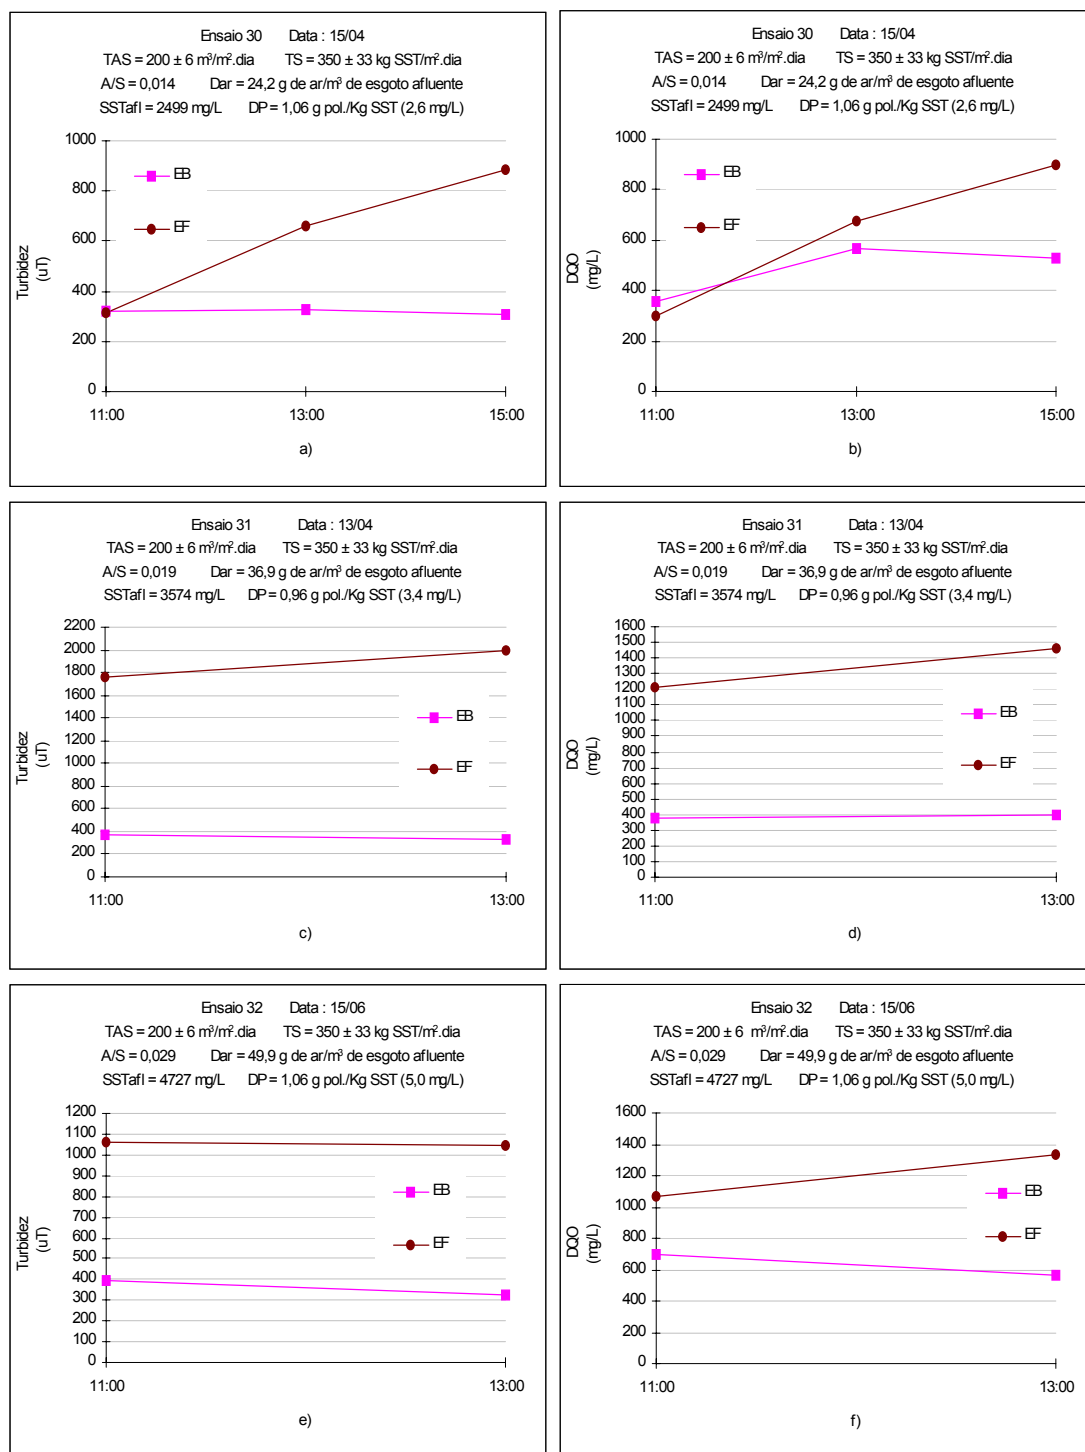 Ensaio 30 Data : 15/04
TAS = 200 ± 6 m³/m².dia TS = 350 ± 33 kg SST/m².dia
A/S = 0,014 Dar = 24,2 g de ar/m³ de esgoto afluente
SSTafl = 2499 mg/L DP = 1,06 g pol./Kg SST (2,6 mg/L)
1000
800
600
400
200
0
Turbidez
(uT)
EB
EF
11:00 13:00 15:00
a)
Ensaio 30 Data : 15/04
TAS = 200 ± 6 m³/m².dia TS = 350 ± 33 kg SST/m².dia
A/S = 0,014 Dar = 24,2 g de ar/m³ de esgoto afluente
SSTafl = 2499 mg/L DP = 1,06 g pol./Kg SST (2,6 mg/L)
1000
800
600
400
200
0
DQO
(mg/L)
EB
EF
11:00 13:00 15:00
b)
Ensaio 31 Data : 13/04
TAS = 200 ± 6 m³/m².dia TS = 350 ± 33 kg SST/m².dia
A/S = 0,019 Dar = 36,9 g de ar/m³ de esgoto afluente
SSTafl = 3574 mg/L DP = 0,96 g pol./Kg SST (3,4 mg/L)
2200
2000
1800
1600
1400
1200
1000
800
600
400
200
0
Turbidez
(uT)
EB
EF
11:00 13:00
c)
Ensaio 31 Data : 13/04
TAS = 200 ± 6 m³/m².dia TS = 350 ± 33 kg SST/m².dia
A/S = 0,019 Dar = 36,9 g de ar/m³ de esgoto afluente
SSTafl = 3574 mg/L DP = 0,96 g pol./Kg SST (3,4 mg/L)
1600
1500
1400
1300
1200
1100
1000
900
800
700
600
500
400
300
200
100
0
DQO
(mg/L)
EB
EF
11:00 13:00
d)
Ensaio 32 Data : 15/06
TAS = 200 ± 6 m³/m².dia TS = 350 ± 33 kg SST/m².dia
A/S = 0,029 Dar = 49,9 g de ar/m³ de esgoto afluente
SSTafl = 4727 mg/L DP = 1,06 g pol./Kg SST (5,0 mg/L)
1200
1100
1000
900
800
700
600
500
400
300
200
100
0
Turbidez
(uT)
EB
EF
11:00 13:00
e)
Ensaio 32 Data : 15/06
TAS = 200 ± 6 m³/m².dia TS = 350 ± 33 kg SST/m².dia
A/S = 0,029 Dar = 49,9 g de ar/m³ de esgoto afluente
SSTafl = 4727 mg/L DP = 1,06 g pol./Kg SST (5,0 mg/L)
1600
1400
1200
1000
800
600
400
200
0
DQO
(mg/L)
EB
EF
11:00 13:00
f)